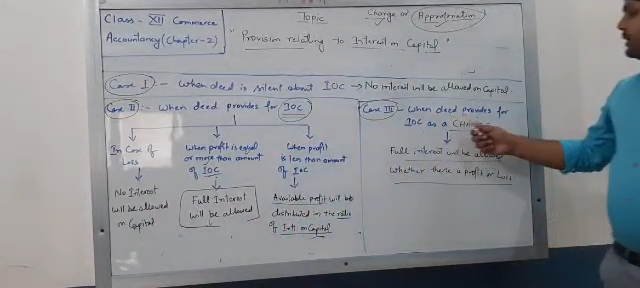 Class - XII Commerce
Accountancy (Chapter-2)
Topic
Charge or Appropriation
"Provision relating to Interest on Capital"
Case I :- When deed is silent about IOC → No interest will be allowed on Capital.
Case II :- When deed provides for IOC
In Case of Loss
No Interest will be allowed on Capital
When profit is equal or more than amount of IOC
Full Interest will be allowed
When profit is less than amount of IOC
Available profit will be distributed in the ratio of Intt. on Capital
Case III :- When deed provides for
IOC as a
Full interest will be
whether there is profit or Loss